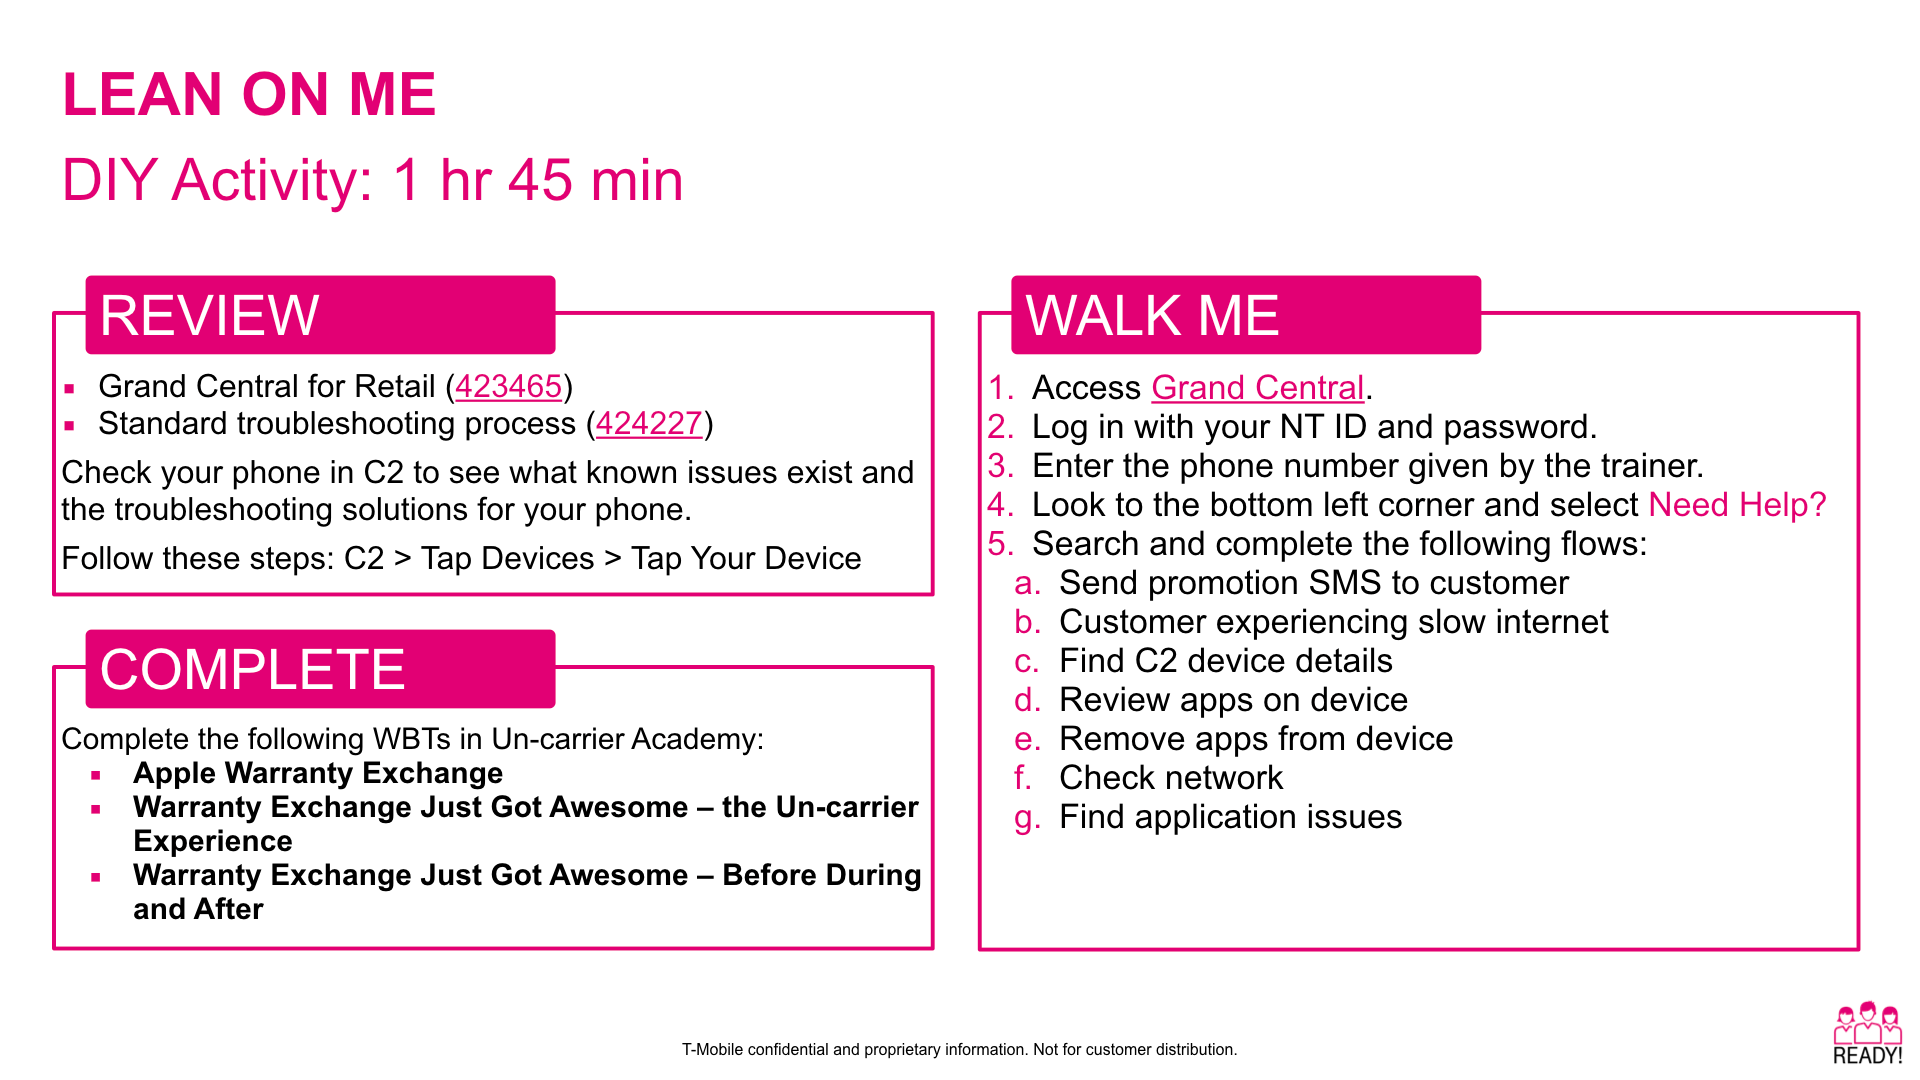 LEAN ON ME
DIY Activity: 1 hr 45 min
REVIEW
▪ Grand Central for Retail (423465)
▪ Standard troubleshooting process (424227)
Check your phone in C2 to see what known issues exist and
the troubleshooting solutions for your phone.
Follow these steps: C2 > Tap Devices > Tap Your Device
COMPLETE
Complete the following WBTs in Un-carrier Academy:
▪ Apple Warranty Exchange
▪ Warranty Exchange Just Got Awesome – the Un-carrier
Experience
▪ Warranty Exchange Just Got Awesome – Before During
and After
WALK ME
1. Access Grand Central.
2. Log in with your NT ID and password.
3. Enter the phone number given by the trainer.
4. Look to the bottom left corner and select Need Help?
5. Search and complete the following flows:
a. Send promotion SMS to customer
b. Customer experiencing slow internet
c. Find C2 device details
d. Review apps on device
e. Remove apps from device
f. Check network
g. Find application issues
T-Mobile confidential and proprietary information. Not for customer distribution.
READY!